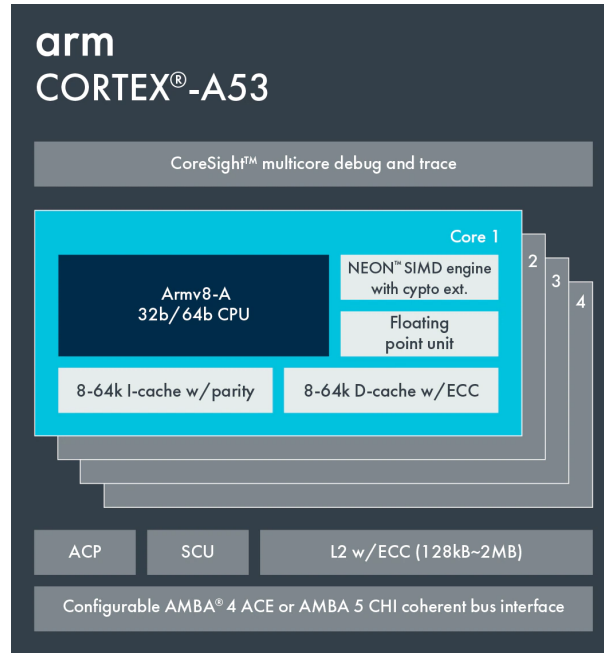 arm
CORTEX®-A53
CoreSight™ multicore debug and trace
Core 1
2
3
4
Armv8-A
32b/64b CPU
NEON™ SIMD engine
with cypto ext.
Floating
point unit
8-64k I-cache w/parity
8-64k D-cache w/ECC
ACP
SCU
L2 w/ECC (128kB~2MB)
Configurable AMBA® 4 ACE or AMBA 5 CHI coherent bus interface